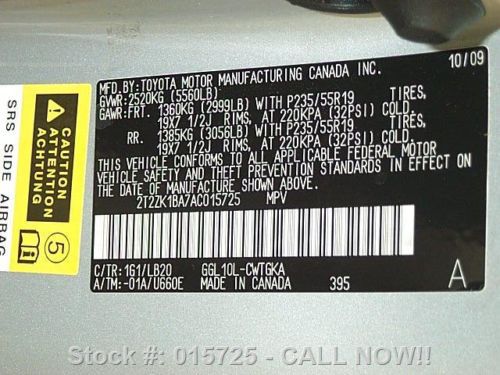 MFD.BY:TOYOTA MOTOR MANUFACTURING CANADA INC. 10/09
GVWR:2520KG (5560LB)
GAWR:FRT. 1360KG (2999LB) WITH P235/55R19 TIRES,
19X7 1/2J RIMS, AT 220KPA (32PSI) COLD.
RR. 1385KG (3056LB) WITH P235/55R19 TIRES,
19X7 1/2J RIMS, AT 220KPA (32PSI) COLD.
THIS VEHICLE CONFORMS TO ALL APPLICABLE FEDERAL MOTOR
VEHICLE SAFETY AND THEFT PREVENTION STANDARDS IN EFFECT ON
THE DATE OF MANUFACTURE SHOWN ABOVE.
2T2ZK1BA7AC015725 MPV
C/TR:1G1/LB20 GGL10L-CWTGKA
A/TM:-01A/U660E MADE IN CANADA 395 A
SRS SIDE AIRBAG
5
Stock #: 015725 - CALL NOW!!